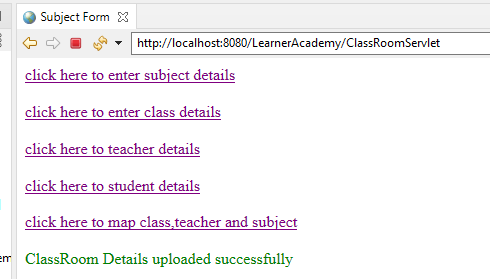 Subject Form
http://localhost:8080/LearnerAcademy/ClassRoomServlet
click here to enter subject details
click here to enter class details
click here to teacher details
click here to student details
click here to map class,teacher and subject
ClassRoom Details uploaded successfully